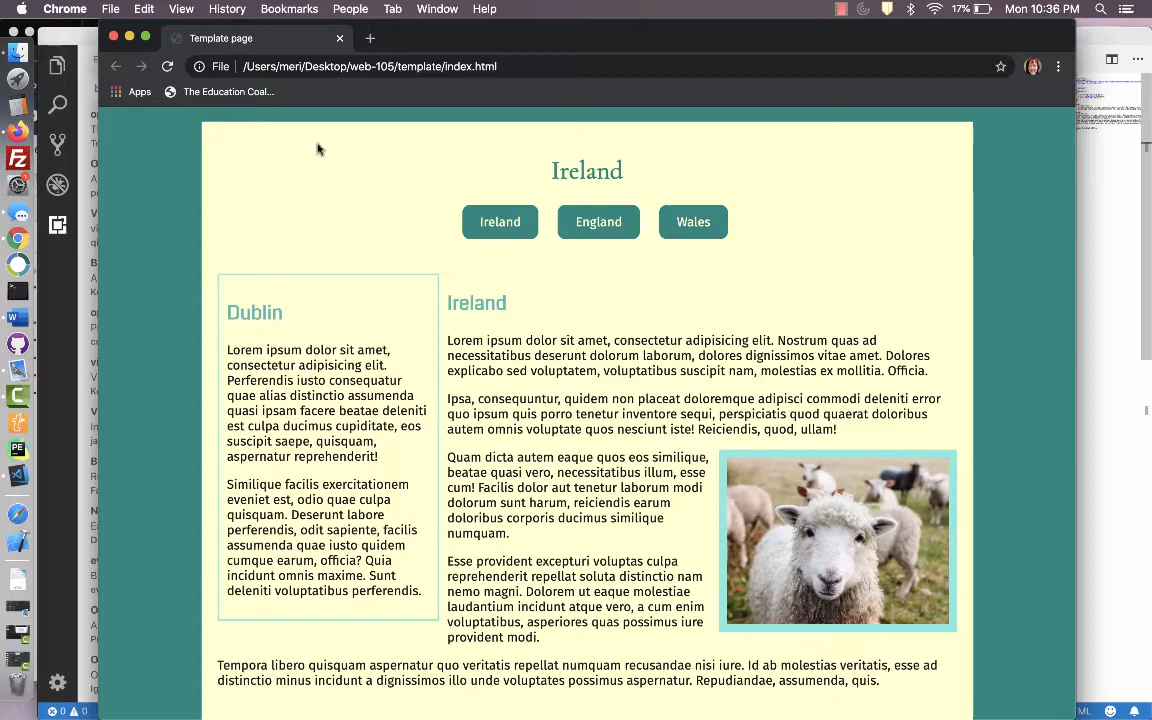 Chrome File Edit View History Bookmarks People Tab Window Help 17% Mon 10:36 PM
Template page
File /Users/meri/Desktop/web-105/template/index.html
Apps The Education Coal...
Ireland
Ireland England Wales
Dublin
Lorem ipsum dolor sit amet,
consectetur adipisicing elit.
Perferendis iusto consequatur
quae alias distinctio assumenda
quasi ipsam facere beatae deleniti
est culpa ducimus cupiditate, eos
suscipit saepe, quisquam,
aspernatur reprehenderit!
Similique facilis exercitationem
eveniet est, odio quae culpa
quisquam. Deserunt labore
perferendis, odit sapiente, facilis
assumenda quae iusto quidem
cumque earum, officia? Quia
incidunt omnis maxime. Sunt
deleniti voluptatibus perferendis.
Ireland
Lorem ipsum dolor sit amet, consectetur adipisicing elit. Nostrum quas ad
necessitatibus deserunt dolorum laborum, dolores dignissimos vitae amet. Dolores
explicabo sed voluptatem, voluptatibus suscipit nam, molestias ex mollitia. Officia.
Ipsa, consequuntur, quidem non placeat doloremque adipisci commodi deleniti error
quo ipsum quis porro tenetur inventore sequi, perspiciatis quod quaerat doloribus
autem omnis voluptate quos nesciunt iste! Reiciendis, quod, ullam!
Quam dicta autem eaque quos eos similique,
beatae quasi vero, necessitatibus illum, esse
cum! Facilis dolor aut tenetur laborum modi
dolorum sunt harum, reiciendis earum
doloribus corporis ducimus similique
numquam.
Esse provident excepturi voluptas culpa
reprehenderit repellat soluta distinctio nam
nemo magni. Dolorem ut eaque molestiae
laudantium incidunt atque vero, a cum enim
voluptatibus, asperiores quas possimus iure
provident modi.
Tempora libero quisquam aspernatur quo veritatis repellat numquam recusandae nisi iure. Id ab molestias veritatis, esse ad
distinctio minus incidunt a dignissimos illo unde voluptates possimus aspernatur. Repudiandae, assumenda, quis.
0 0
ML